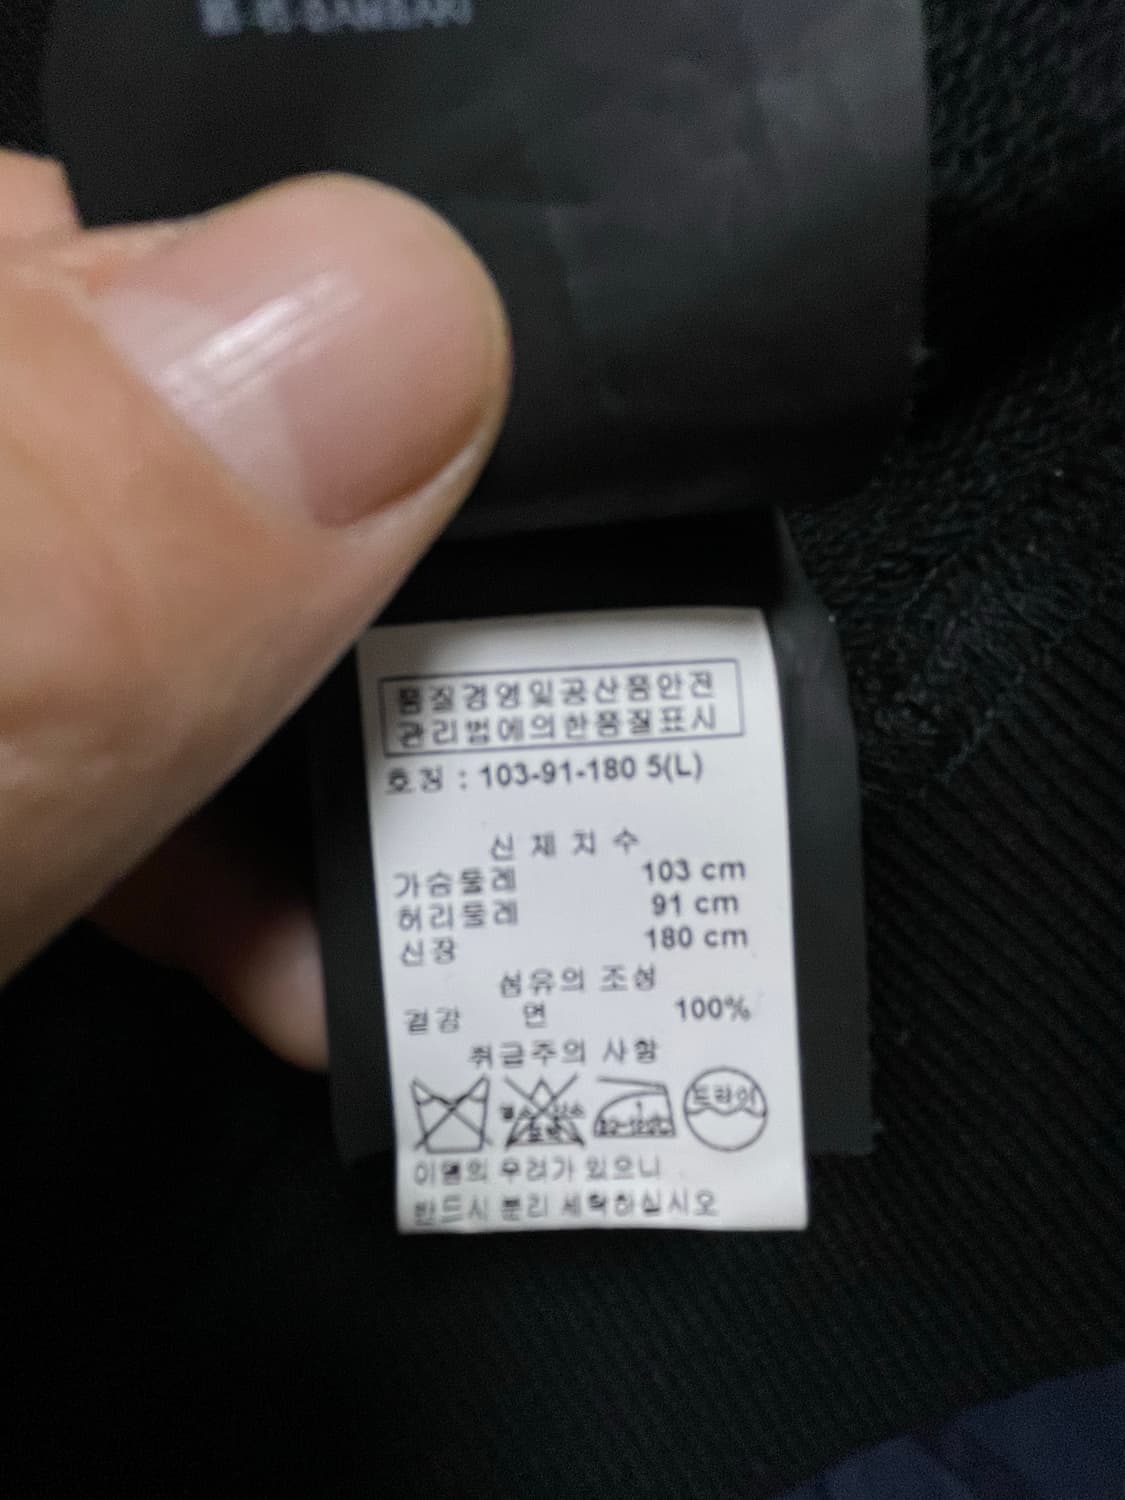 품질경영및공산품안전
관리법에의한품질표시
호칭 : 103-91-180 5(L)
신체치수
가슴둘레 103 cm
허리둘레 91 cm
신장 180 cm
섬유의 조성
겉감 면 100%
취급주의 사항
드라이
이염의 우려가 있으니
반드시 분리 세탁하십시오